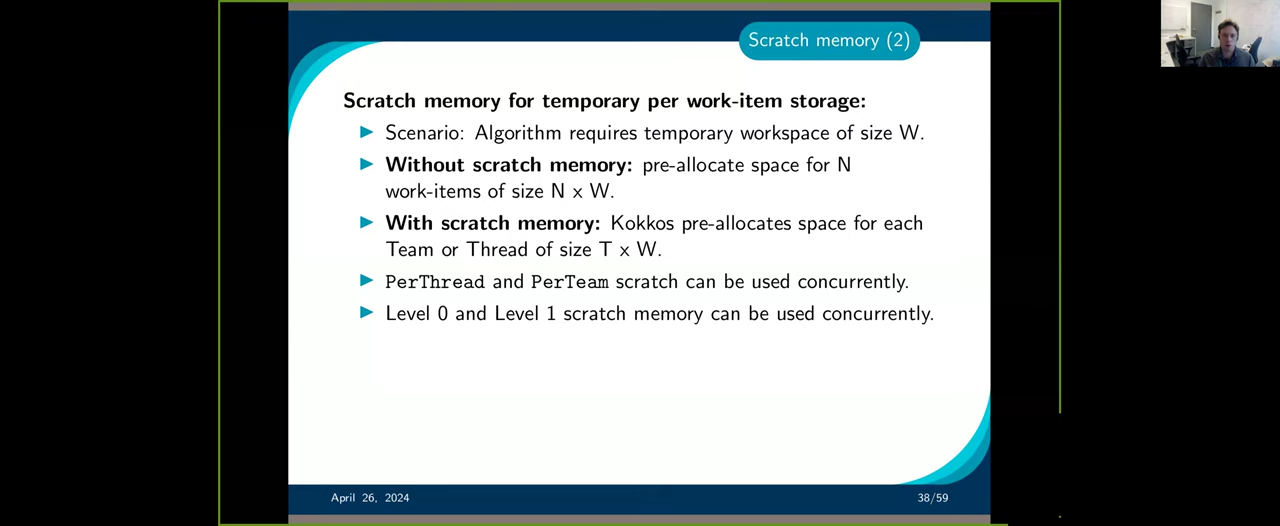 Scratch memory (2)
Scratch memory for temporary per work-item storage:
Scenario: Algorithm requires temporary workspace of size W.
Without scratch memory: pre-allocate space for N
work-items of size N x W.
With scratch memory: Kokkos pre-allocates space for each
Team or Thread of size T x W.
PerThread and PerTeam scratch can be used concurrently.
Level 0 and Level 1 scratch memory can be used concurrently.
April 26, 2024
38/59